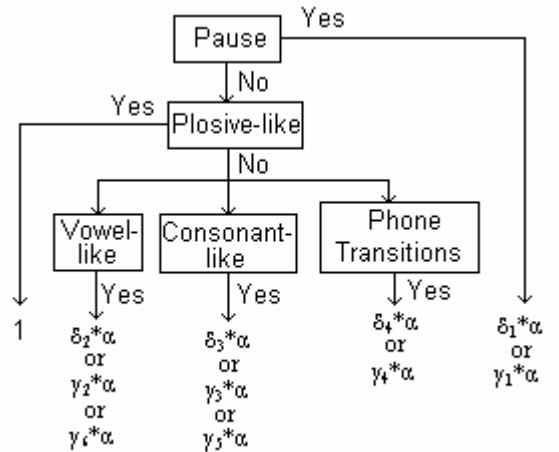 Yes
Pause
No
Yes
Plosive-like
No
Vowel-
like
Consonant-
like
Phone
Transitions
Yes
Yes
Yes
1
δ₂*α
or
γ₂*α
or
δ₃*α
or
γ₃*α
or
γ₅*α
δ₄*α
or
γ₄*α
δ₁*α
or
γ₁*α